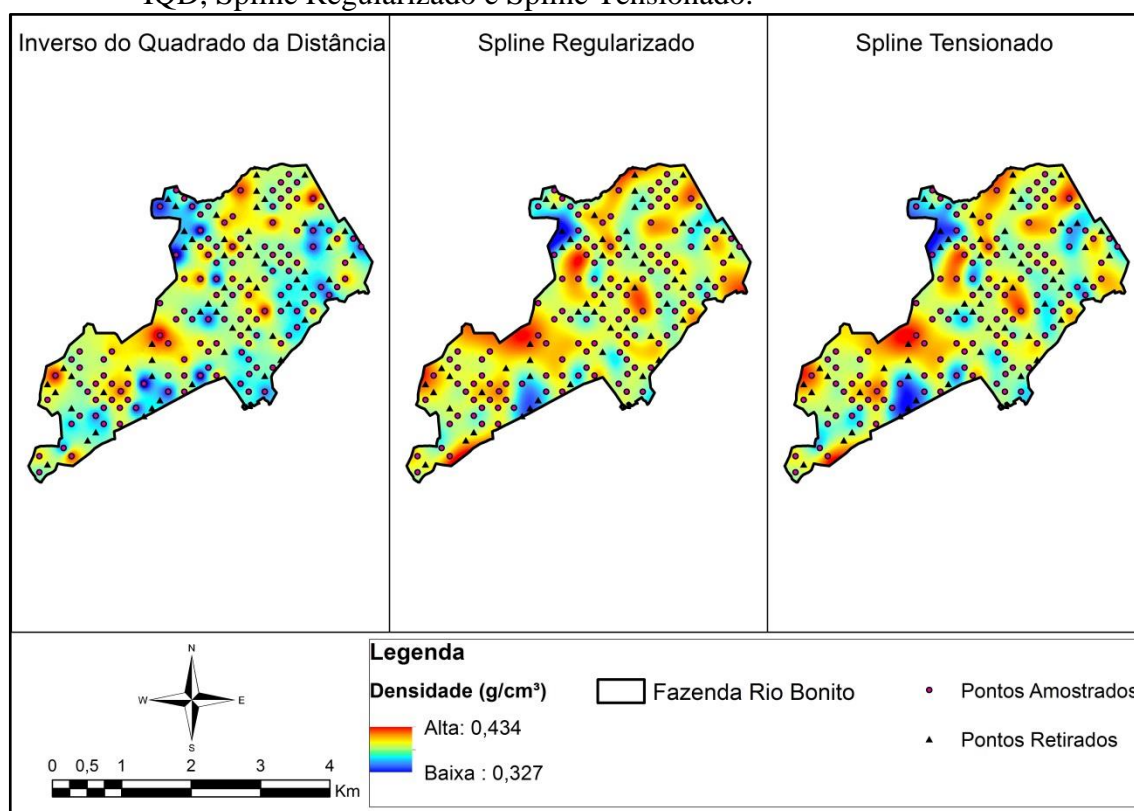 IQD, Spline Regularizado e Spline Tensionado.
Inverso do Quadrado da Distância
Spline Regularizado
Spline Tensionado
N
W
E
S
0 0,5 1 2 3 4
Km
Legenda
Densidade (g/cm³)
Alta: 0,434
Baixa : 0,327
Fazenda Rio Bonito
Pontos Amostrados
Pontos Retirados